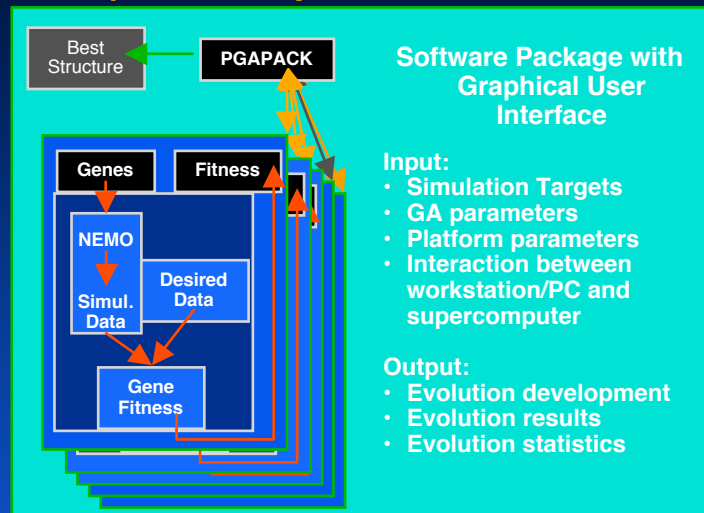 Best
Structure
PGAPACK
Genes
Fitness
NEMO
Simul.
Data
Desired
Data
Gene
Fitness
Software Package with
Graphical User
Interface
Input:
• Simulation Targets
• GA parameters
• Platform parameters
• Interaction between
workstation/PC and
supercomputer
Output:
• Evolution development
• Evolution results
• Evolution statistics